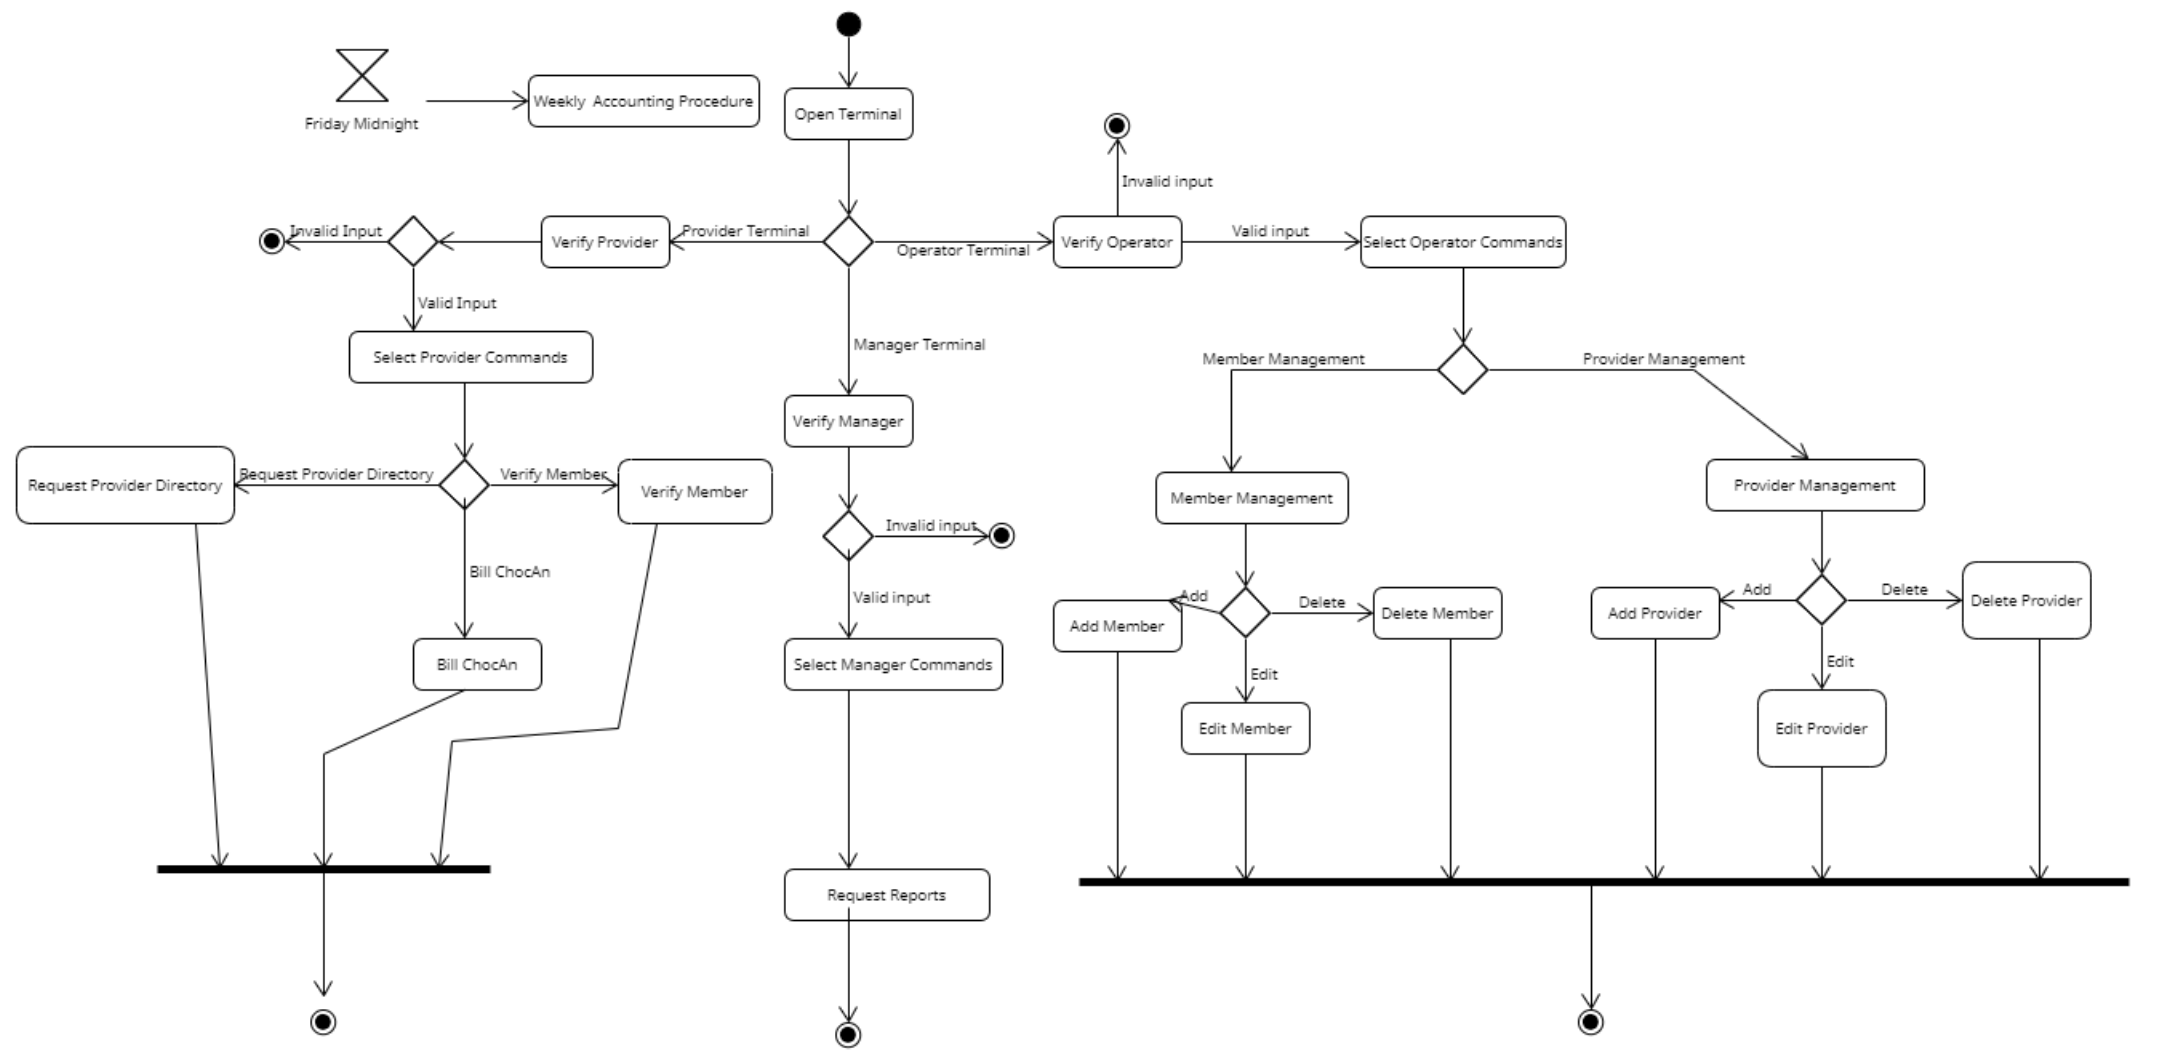 Friday Midnight
Weekly  Accounting Procedure
Open Terminal
Invalid input
Invalid Input
Verify Provider
Provider Terminal
Operator Terminal
Verify Operator
Valid input
Select Operator Commands
Valid Input
Select Provider Commands
Manager Terminal
Member Management
Provider Management
Verify Manager
Request Provider Directory
Request Provider Directory
Verify Member
Verify Member
Member Management
Provider Management
Invalid input
Bill ChocAn
Valid input
Add
Delete
Add Member
Delete Member
Add
Delete
Add Provider
Delete Provider
Bill ChocAn
Select Manager Commands
Edit
Edit
Edit Member
Edit Provider
Request Reports